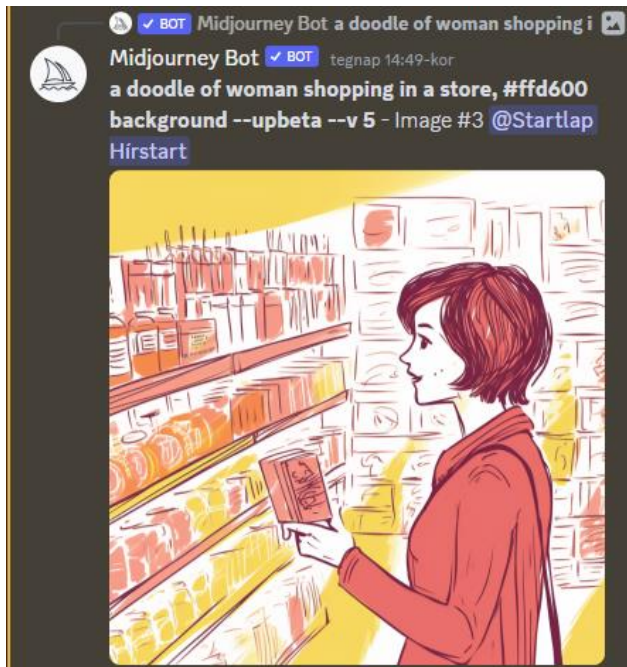 ✓ BOT Midjourney Bot a doodle of woman shopping i
Midjourney Bot ✓ BOT tegnap 14:49-kor
a doodle of woman shopping in a store, #ffd600
background --upbeta --v 5 - Image #3 @Startlap
Hírstart